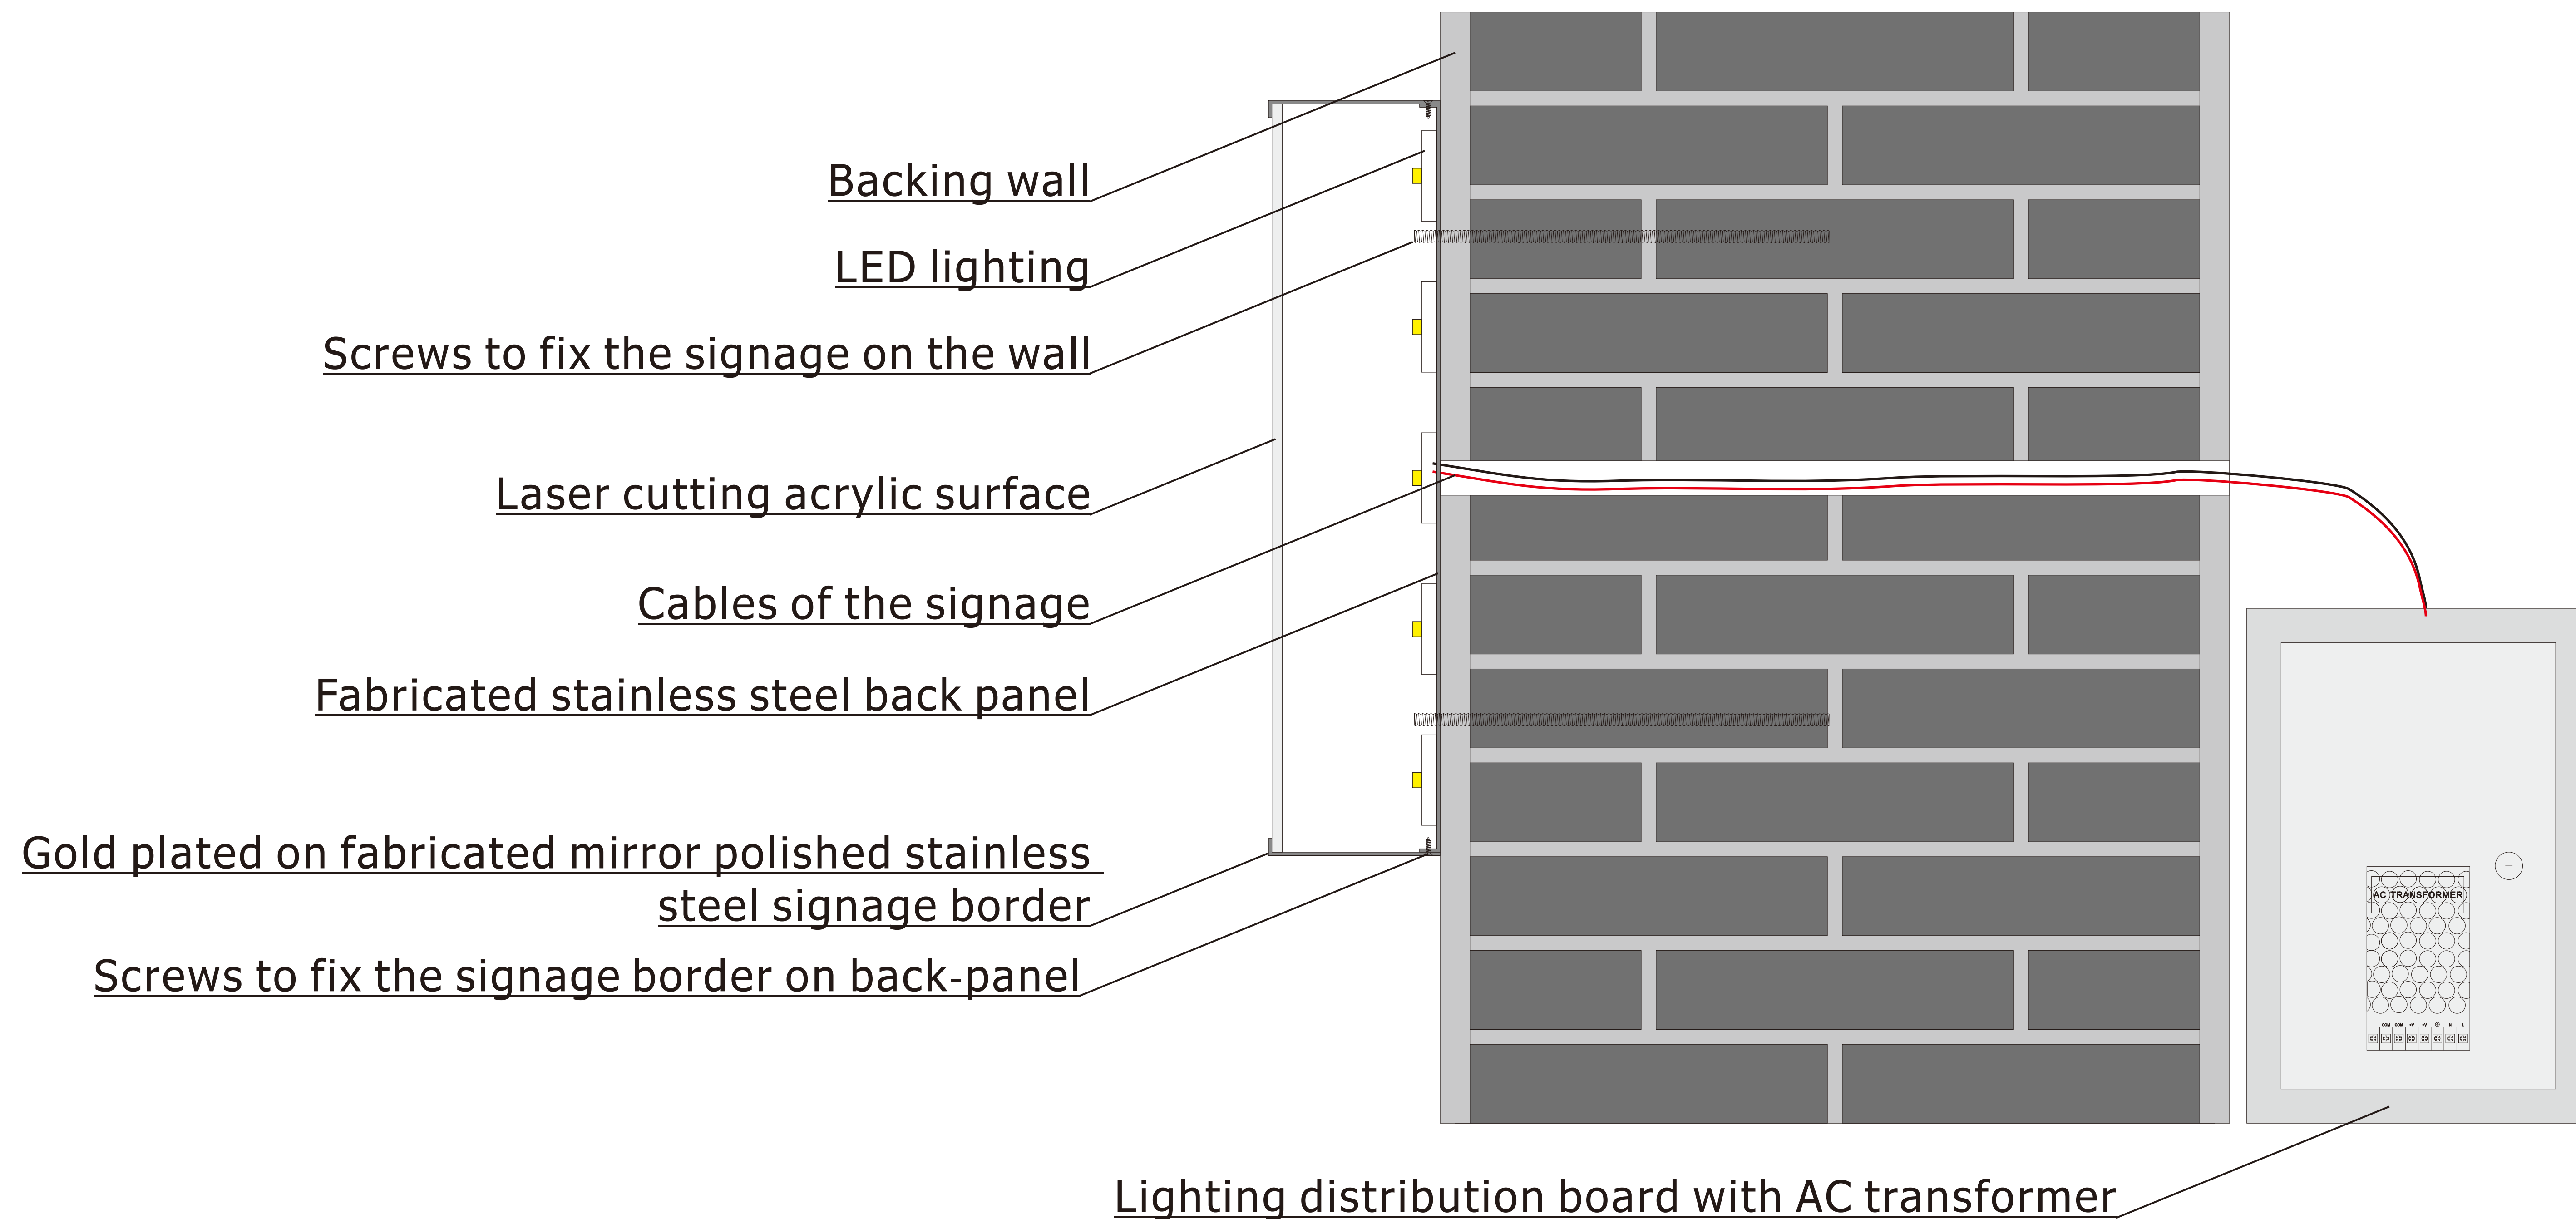 Backing wall
LED lighting
Screws to fix the signage on the wall
Laser cutting acrylic surface
Cables of the signage
Fabricated stainless steel back panel
Gold plated on fabricated mirror polished stainless
steel signage border
Screws to fix the signage border on back-panel
AC TRANSFORMER
COM COM +V +V N L
Lighting distribution board with AC transformer